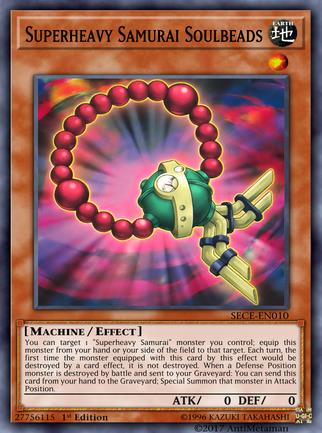 Superheavy Samurai Soulbeads
EARTH
地
SECE-EN010
[Machine / Effect]
You can target 1 "Superheavy Samurai" monster you control; equip
this monster from your hand or your side of the field to that target. Each turn, the
first time the monster equipped with this card by this effect would be
destroyed by a card effect, it is not destroyed. When a Defense Position
monster is destroyed by battle and sent to your Graveyard: You can send this
card from your hand to the Graveyard; Special Summon that monster in Attack
Position.
ATK/ 0 DEF/ 0
27756115 1st Edition ©1996 KAZUKI TAKAHASHI
©2017 AntiMetaman